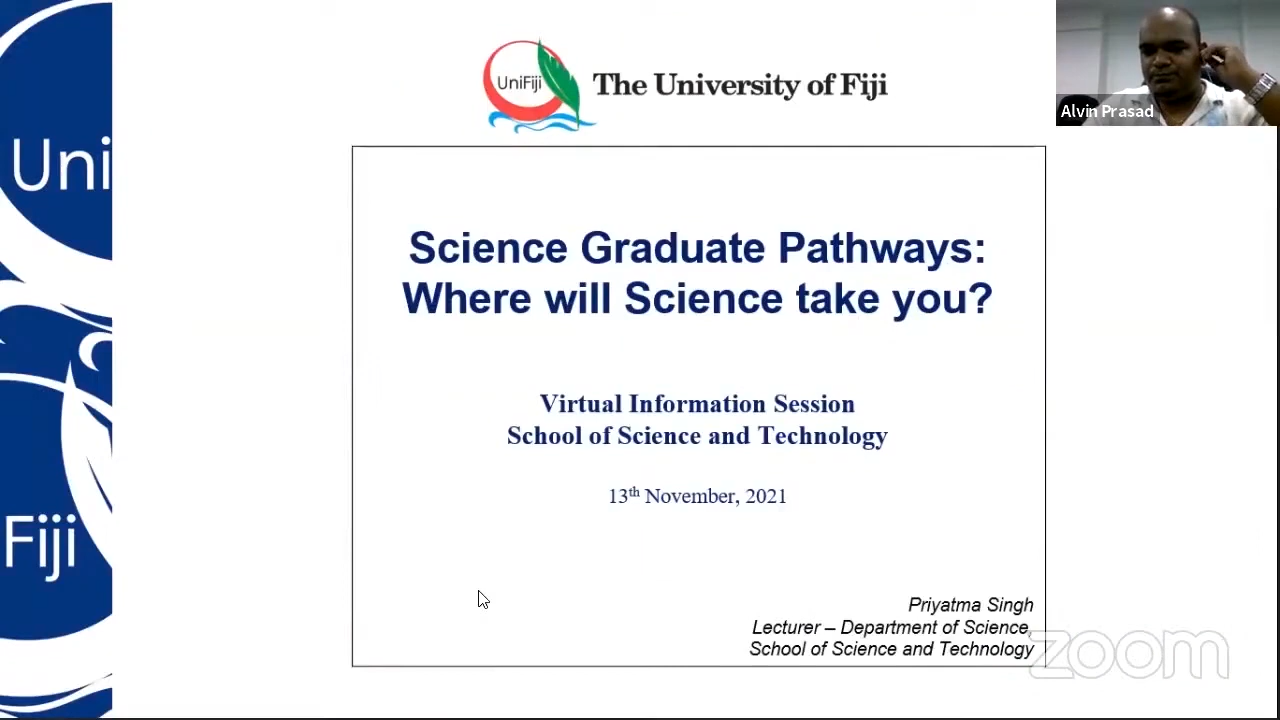 UniFiji
The University of Fiji
Alvin Prasad
Uni
Science Graduate Pathways:
Where will Science take you?
Virtual Information Session
School of Science and Technology
13th November, 2021
Fiji
Priyatma Singh
Lecturer – Department of Science,
School of Science and Technology
zoom